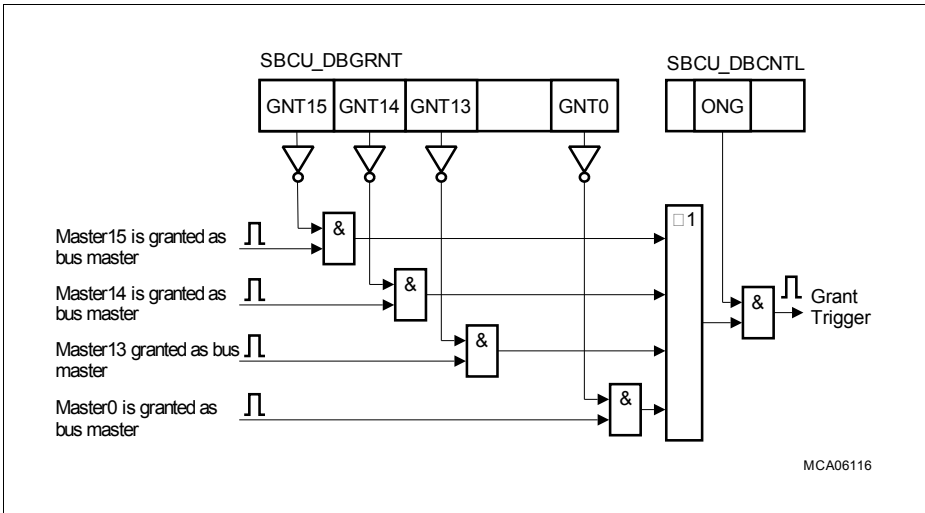 SBCU_DBGRNT
SBCU_DBCNTL
GNT15 GNT14 GNT13 GNT0
ONG
Master15 is granted as
bus master
&
□1
Master14 is granted as
bus master
&
&
Grant
Trigger
Master13 granted as bus
master
&
Master0 is granted as
bus master
&
MCA06116